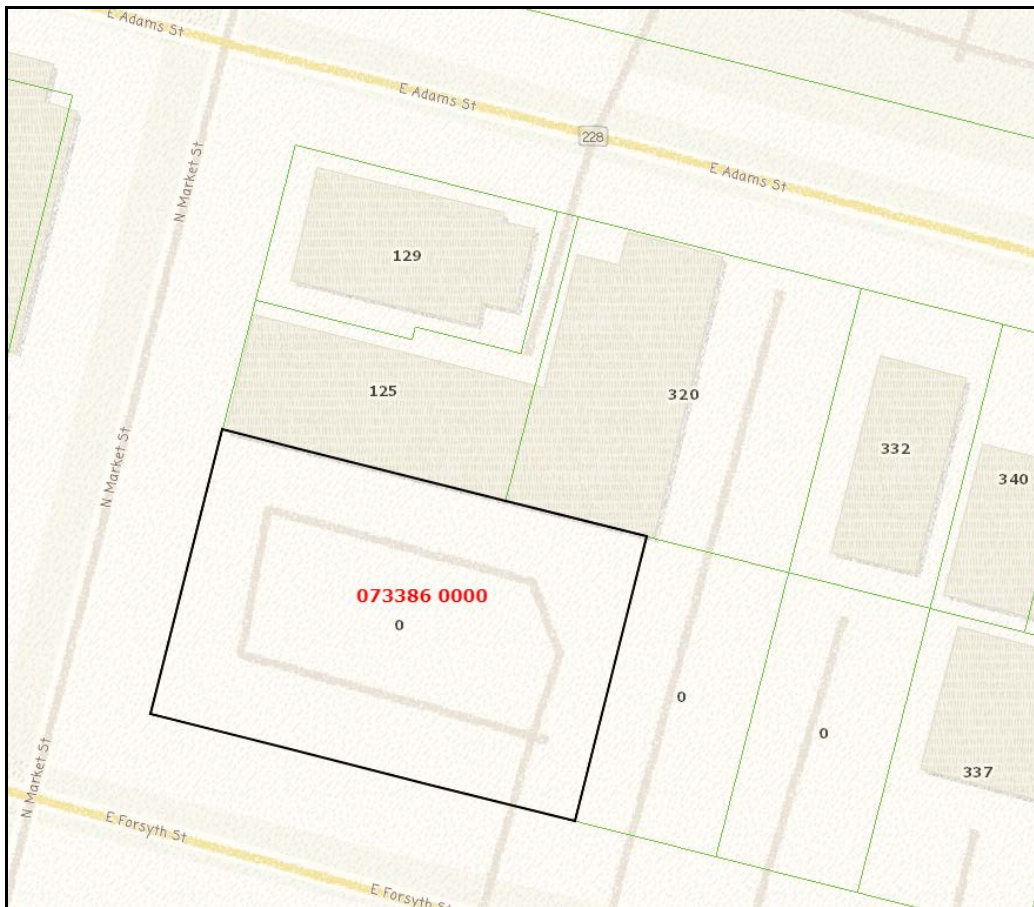 E Adams St
E Adams St
228
E Adams St
N Market St
129
125
320
332
340
N Market St
073386 0000
0
0
0
337
N Market St
E Forsyth St
E Forsyth St